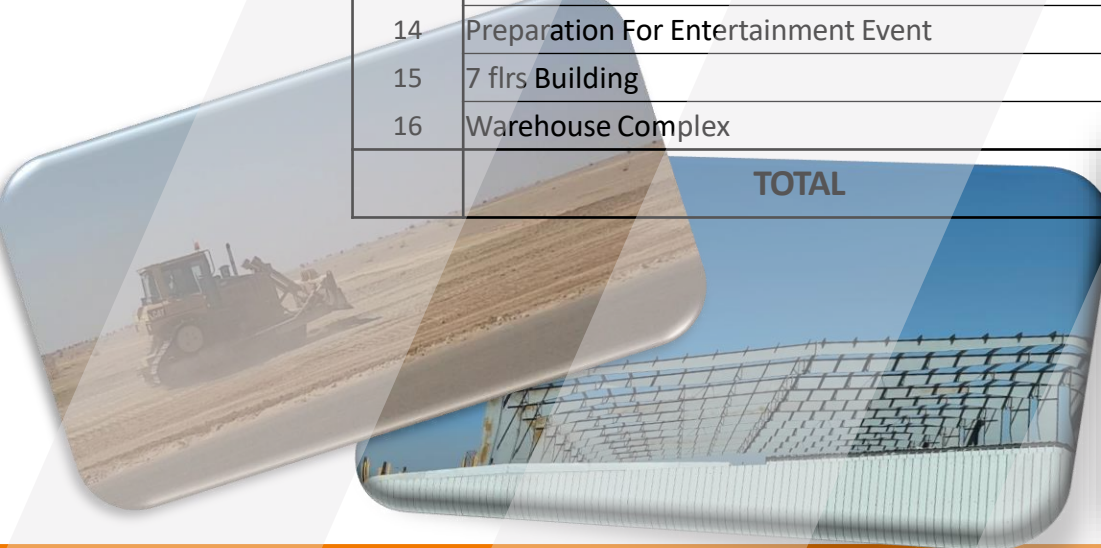 14 Preparation For Entertainment Event
15 7 flrs Building
16 Warehouse Complex
TOTAL